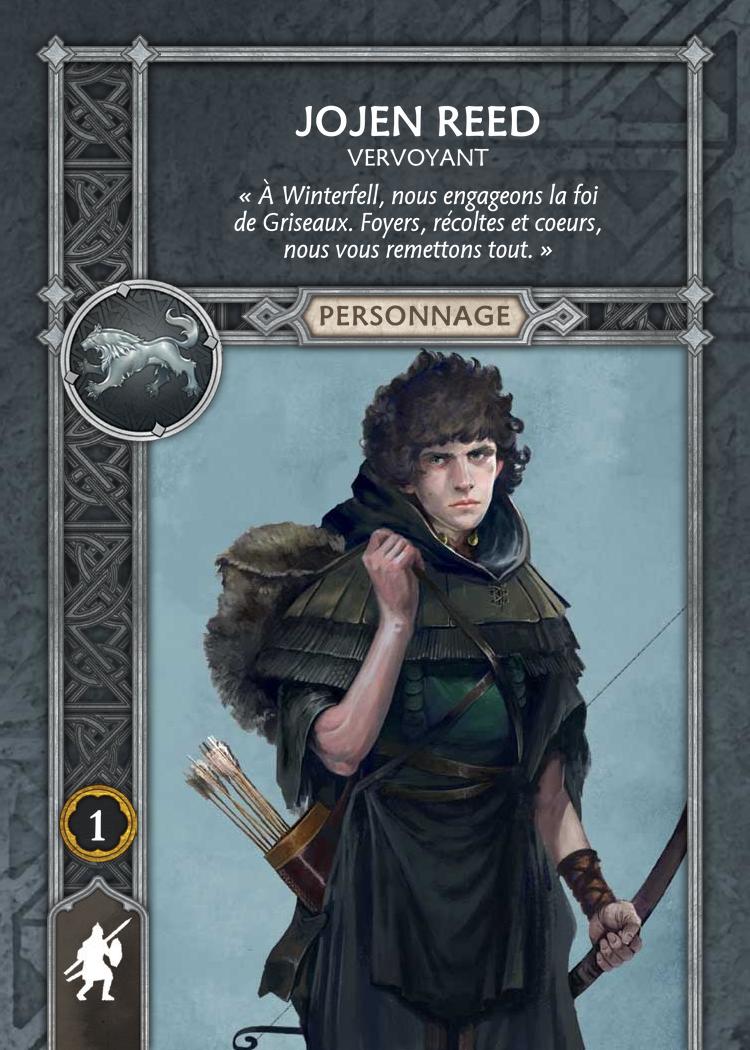 JOJEN REED
VERVOYANT
« À Winterfell, nous engageons la foi
de Griseaux. Foyers, récoltes et coeurs,
nous vous remettons tout. »
PERSONNAGE
1